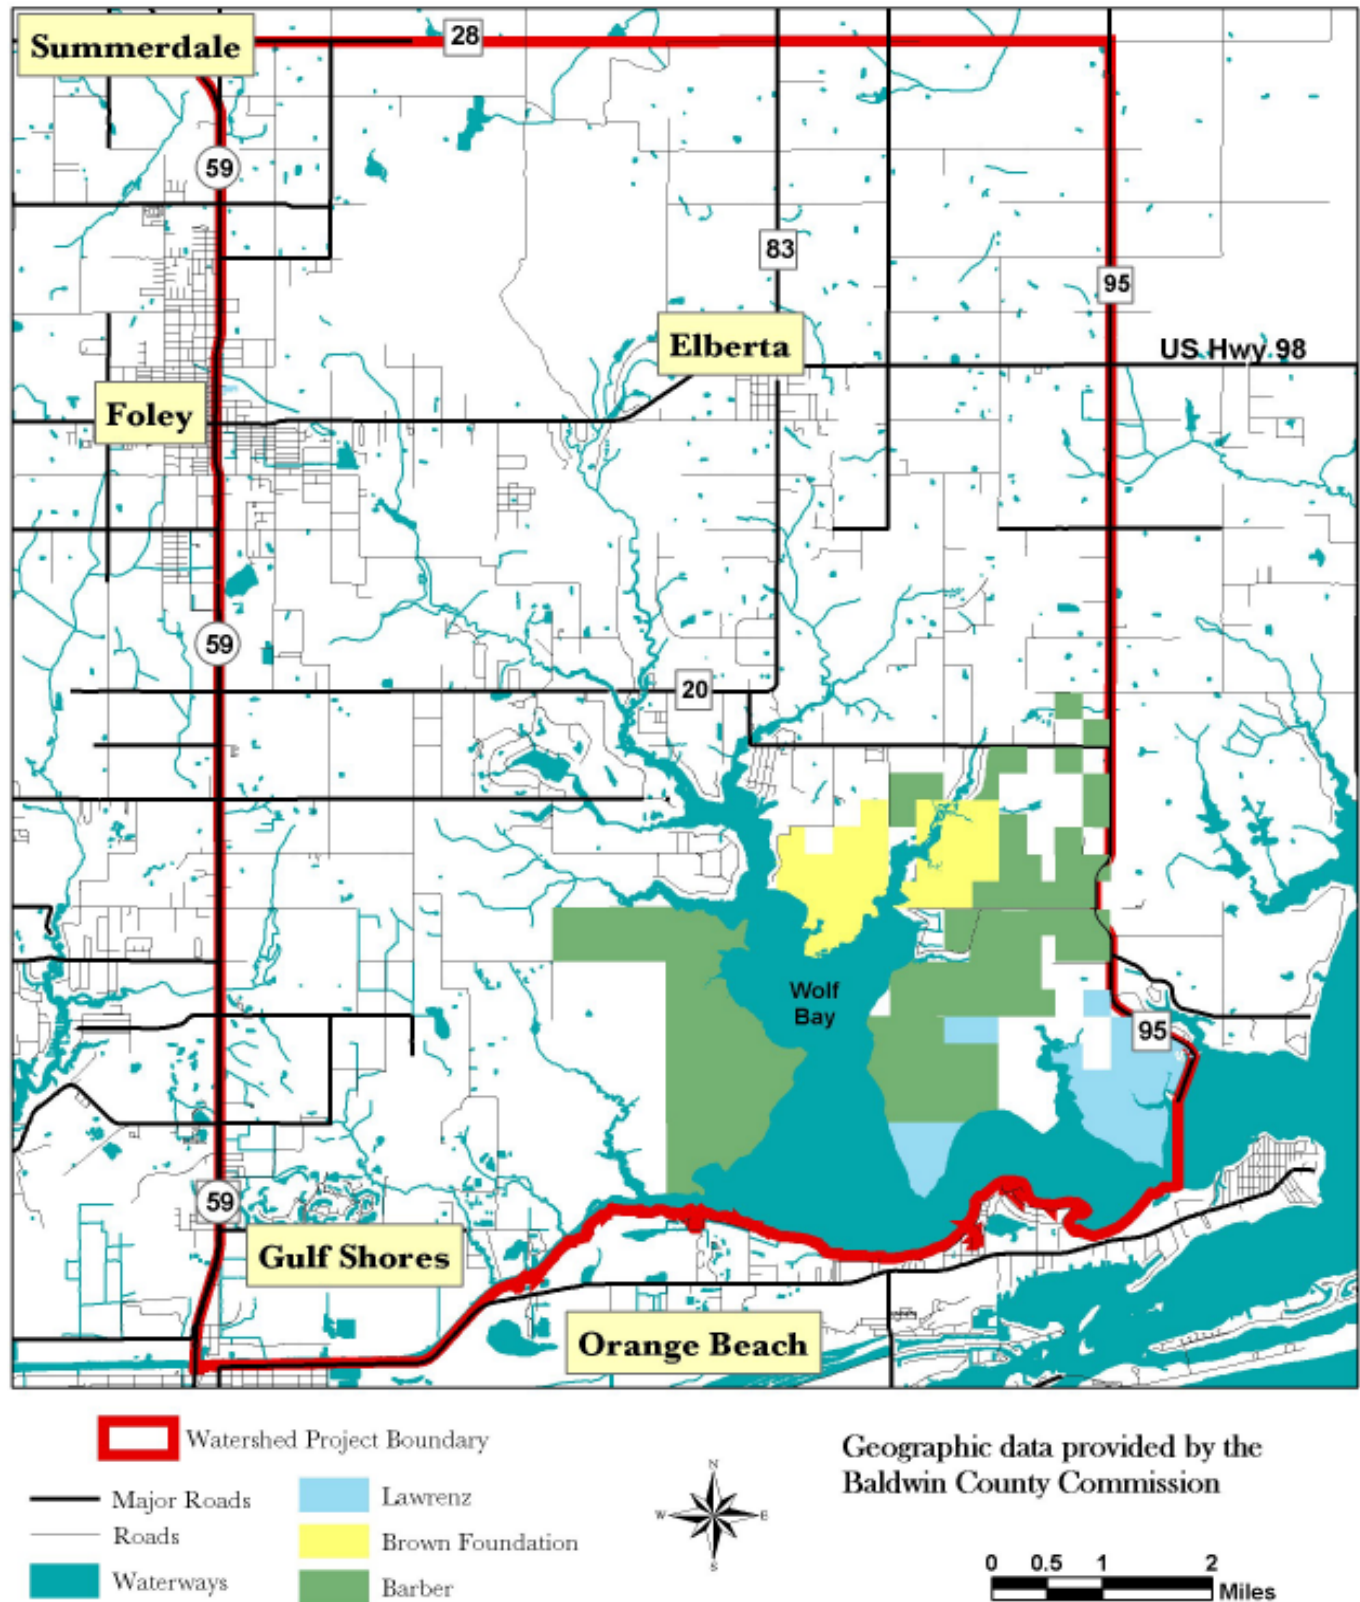 Summerdale
28
59
83
95
Elberta
US Hwy 98
Foley
59
20
Wolf
Bay
95
59
Gulf Shores
Orange Beach
Watershed Project Boundary
Major Roads
Roads
Waterways
Lawrenz
Brown Foundation
Barber
N
W
E
S
Geographic data provided by the
Baldwin County Commission
0 0.5 1 2
Miles